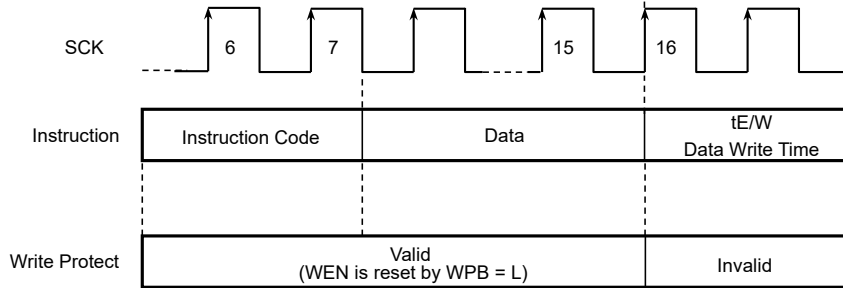 SCK
6
7
15
16
Instruction
Instruction Code
Data
tE/W
Data Write Time
Write Protect
Valid
(WEN is reset by WPB = L)
Invalid